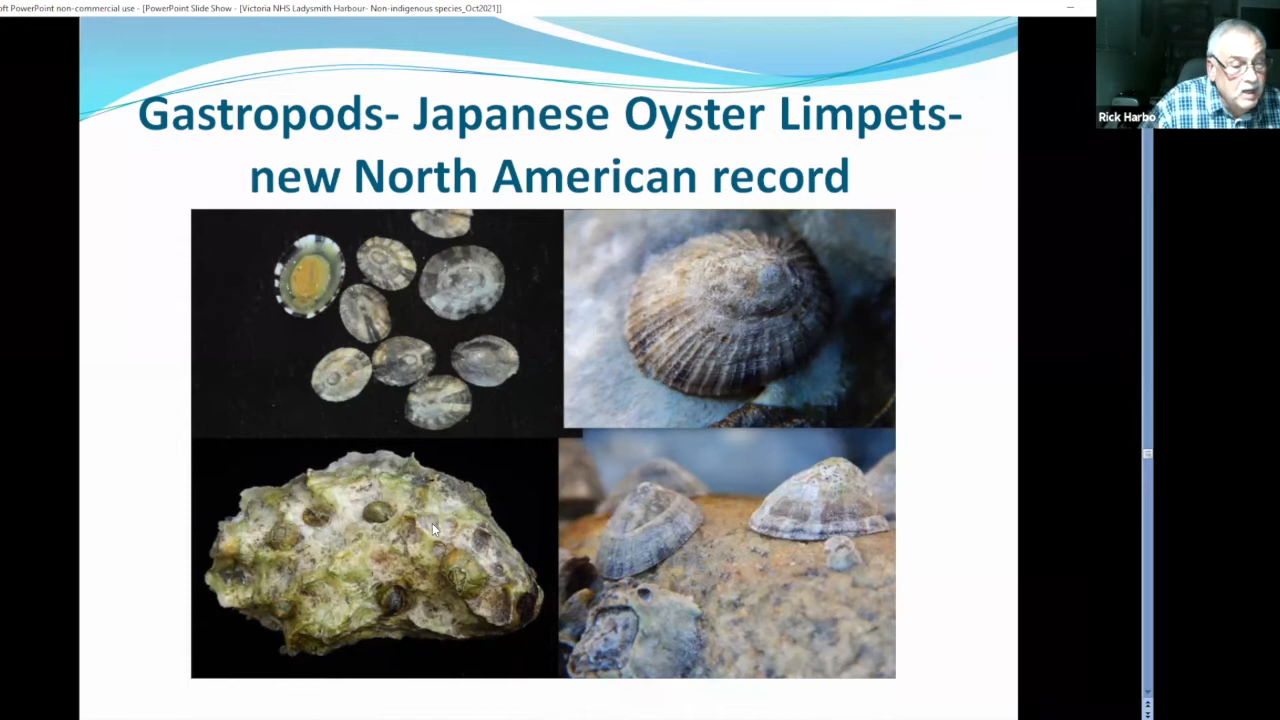 oft PowerPoint non-commercial use - [PowerPoint Slide Show - [Victoria NHS Ladysmith Harbour- Non-indigenous species_Oct2021]]
Rick Harbo
Gastropods- Japanese Oyster Limpets-
new North American record